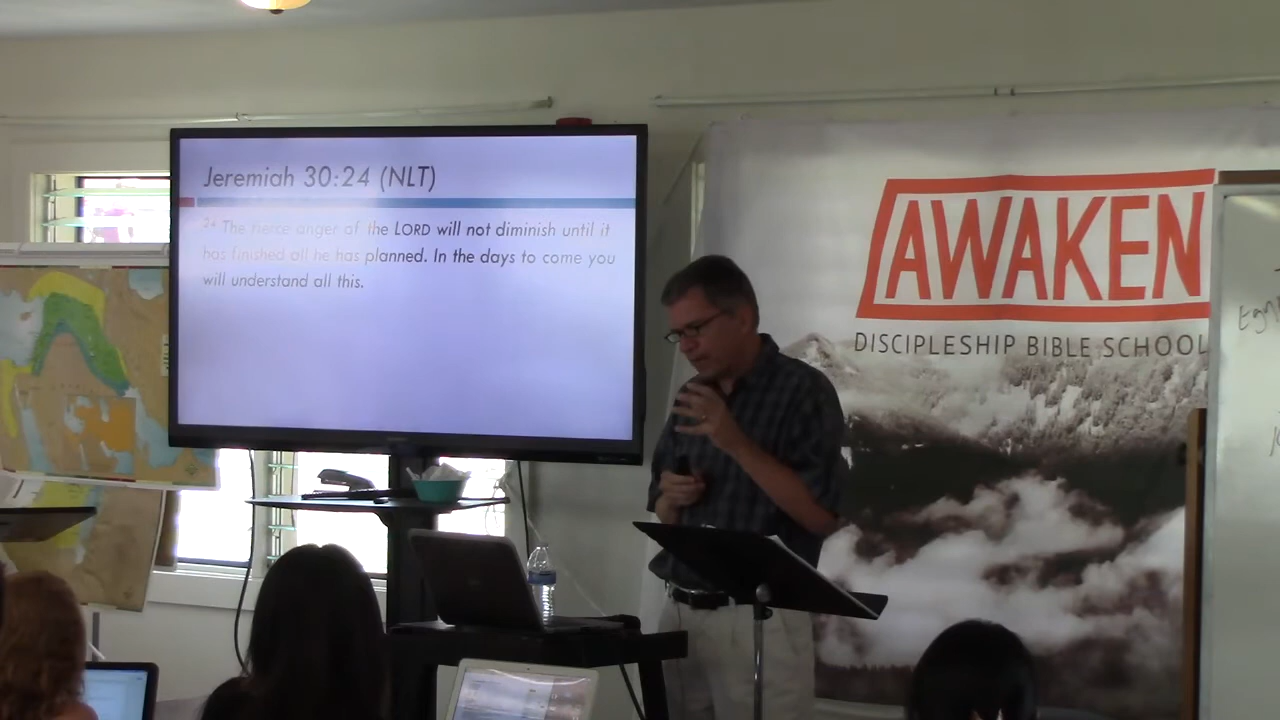 Jeremiah 30:24 (NLT)
24 The fierce anger of the LORD will not diminish until it
has finished all he has planned. In the days to come you
will understand all this.
AWAKEN
DISCIPLESHIP BIBLE SCHOOL